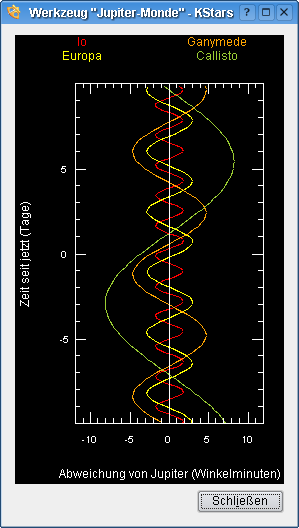 Werkzeug "Jupiter-Monde" - KStars
Io Ganymede
Europa Callisto
5
0
-5
Zeit seit jetzt (Tage)
-10 -5 0 5 10
Abweichung von Jupiter (Winkelminuten)
Schließen